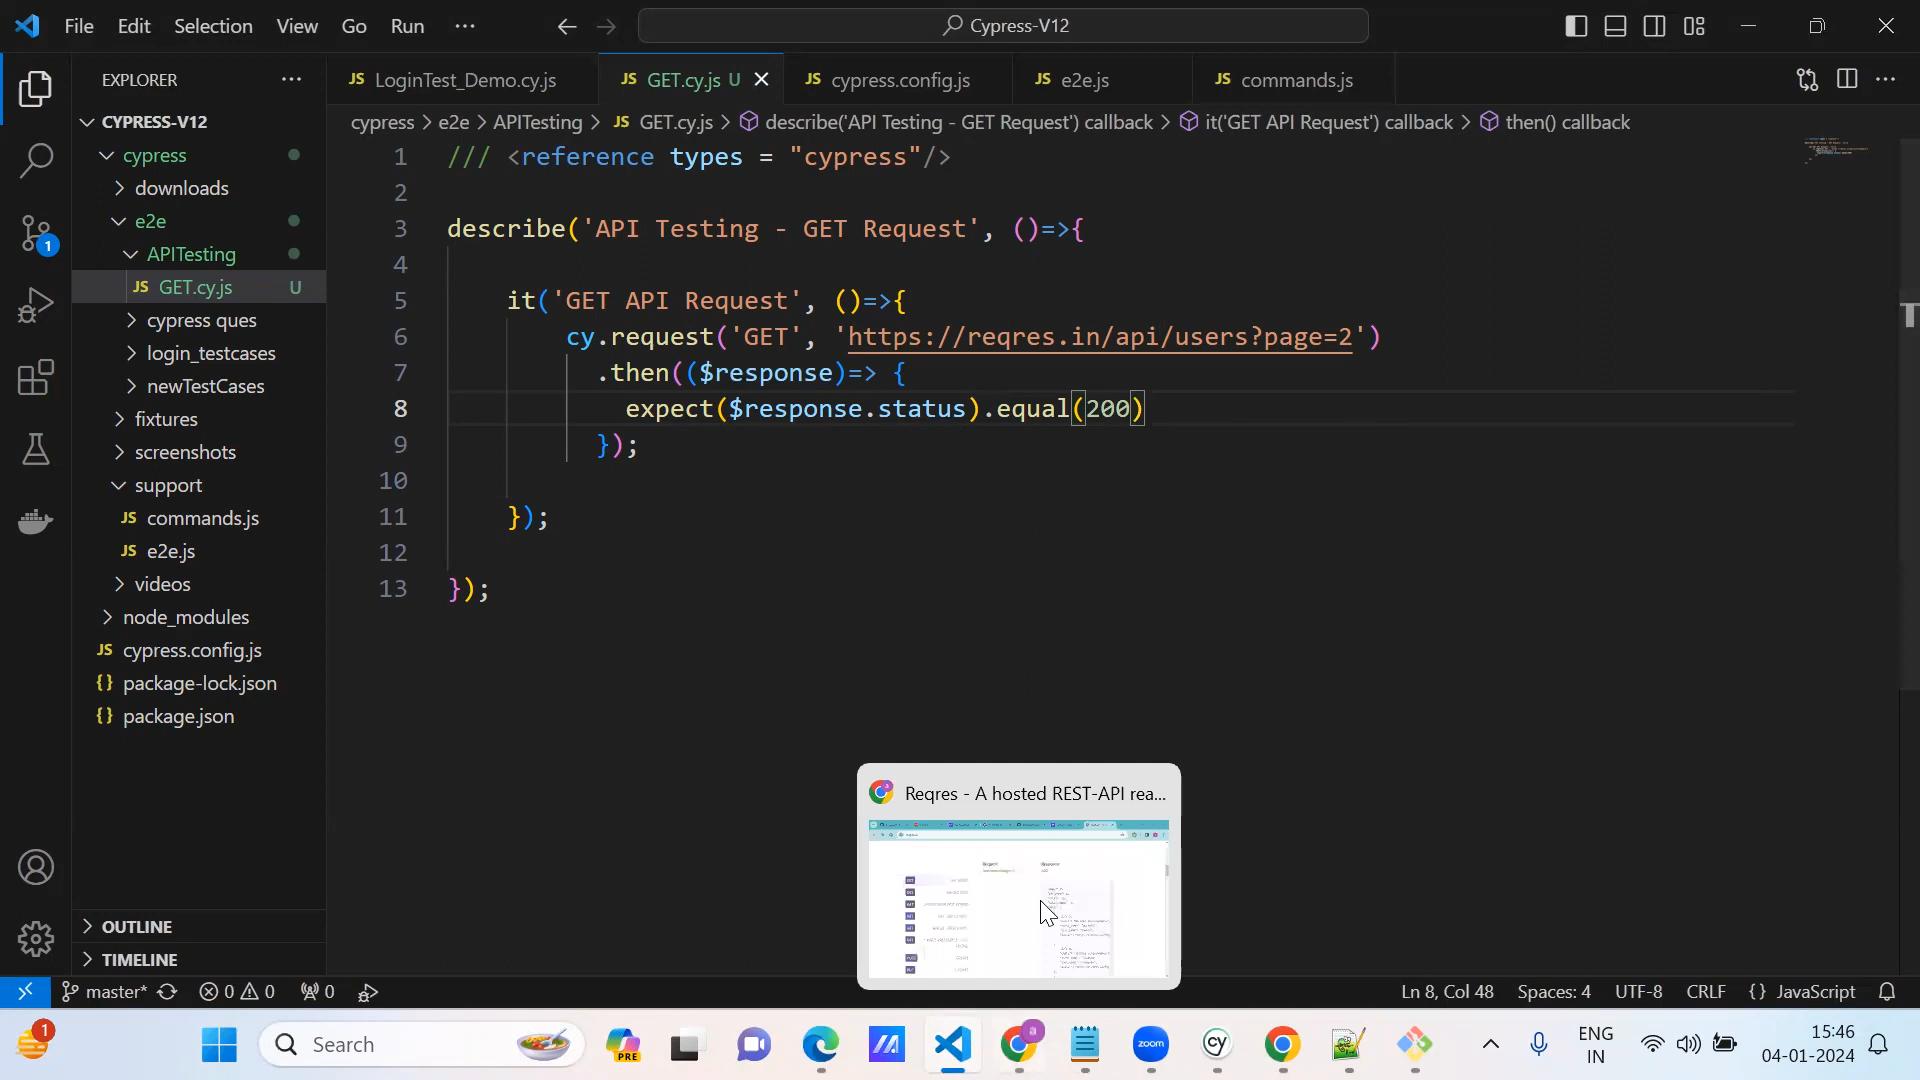 File Edit Selection View Go Run ···
Cypress-V12
EXPLORER ···
LoginTest_Demo.cy.js
GET.cy.js U
cypress.config.js
e2e.js
commands.js
cypress > e2e > APITesting > JS GET.cy.js > describe('API Testing - GET Request') callback > it('GET API Request') callback > then() callback
CYPRESS-V12
cypress
downloads
e2e
APITesting
JS GET.cy.js U
cypress ques
login_testcases
newTestCases
fixtures
screenshots
support
JS commands.js
JS e2e.js
videos
node_modules
JS cypress.config.js
{} package-lock.json
{} package.json
OUTLINE
TIMELINE
1 /// <reference types = "cypress"/>
2
3 describe('API Testing - GET Request', ()=>{
4
5 it('GET API Request', ()=>{
6 cy.request('GET', 'https://reqres.in/api/users?page=2')
7 .then(($response)=> {
8 expect($response.status).equal(200)
9 });
10
11 });
12
13 });
1
Reqres - A hosted REST-API rea...
master* 0 0 0
Ln 8, Col 48 Spaces: 4 UTF-8 CRLF {} JavaScript
1
Search
PRE
a
zoom
cy
ENG
IN
15:46
04-01-2024